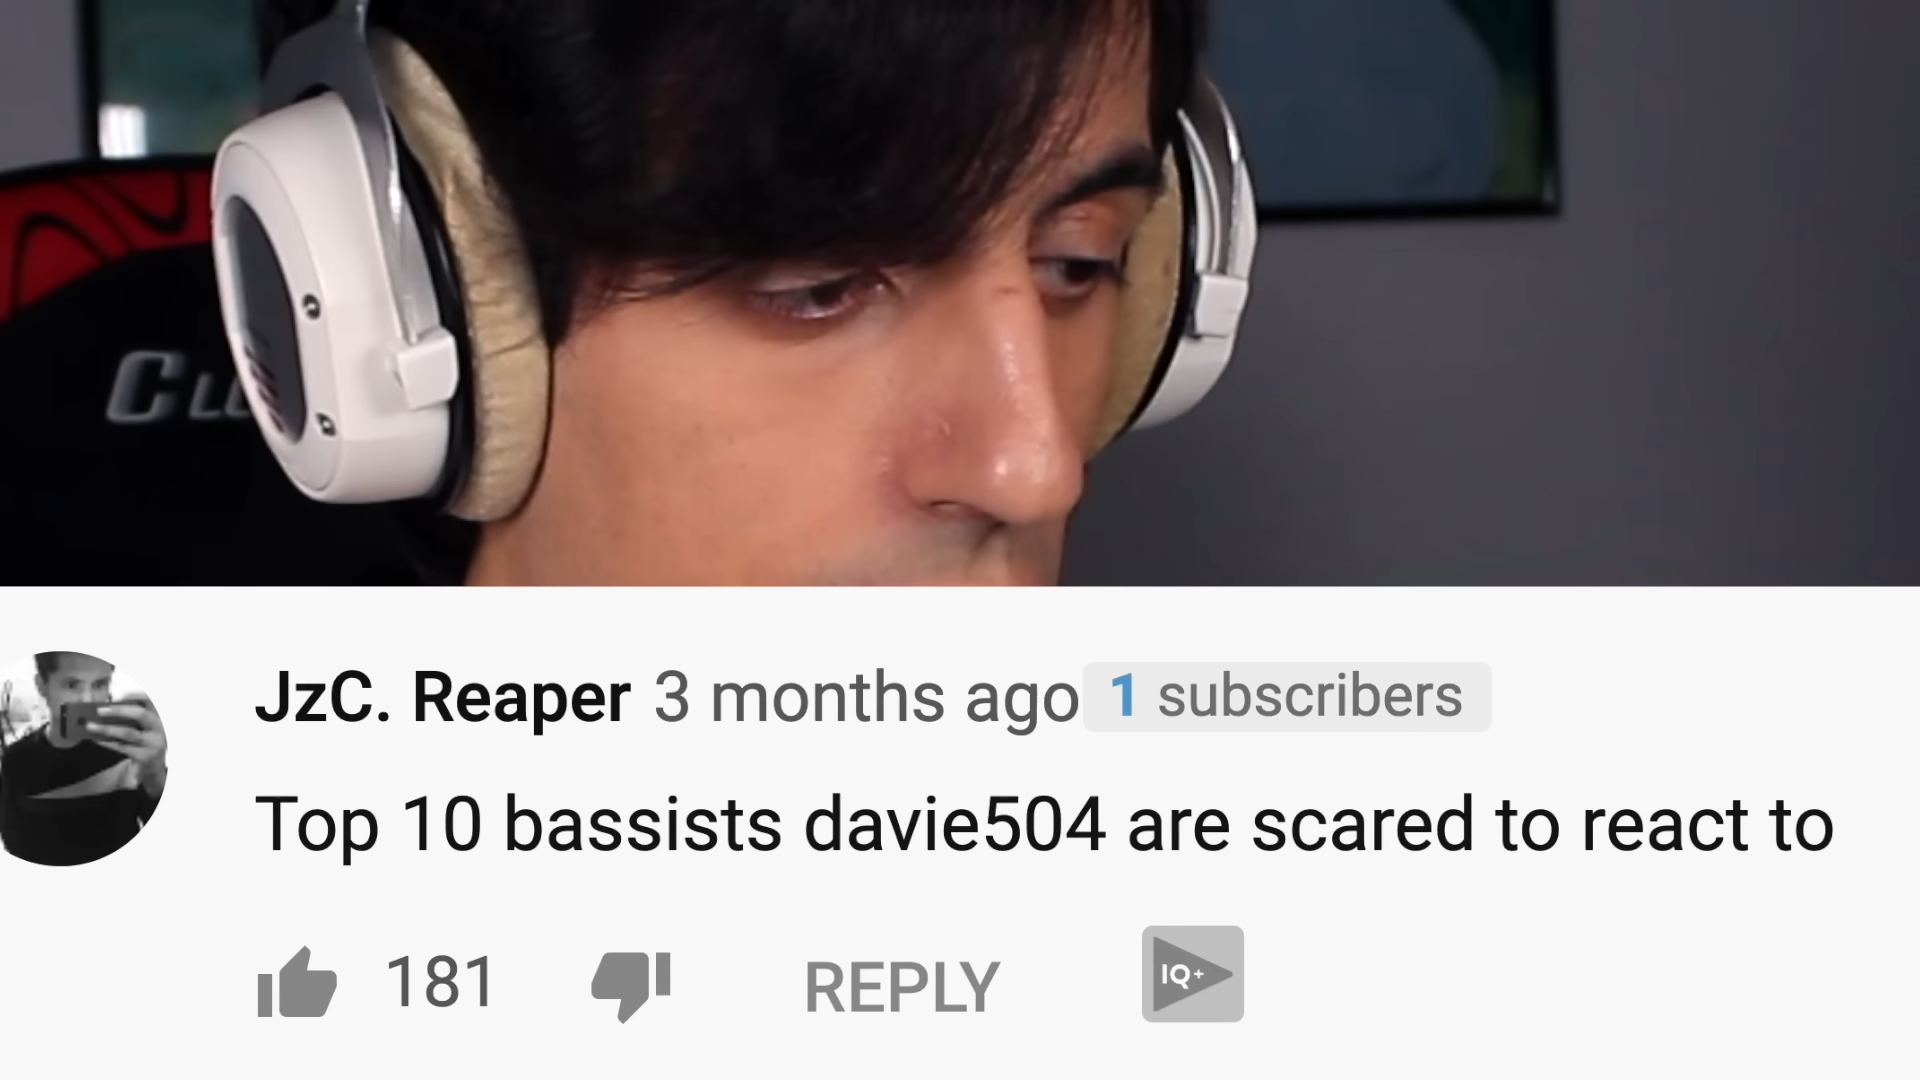 JzC. Reaper 3 months ago 1 subscribers
Top 10 bassists davie504 are scared to react to
181 REPLY IQ+